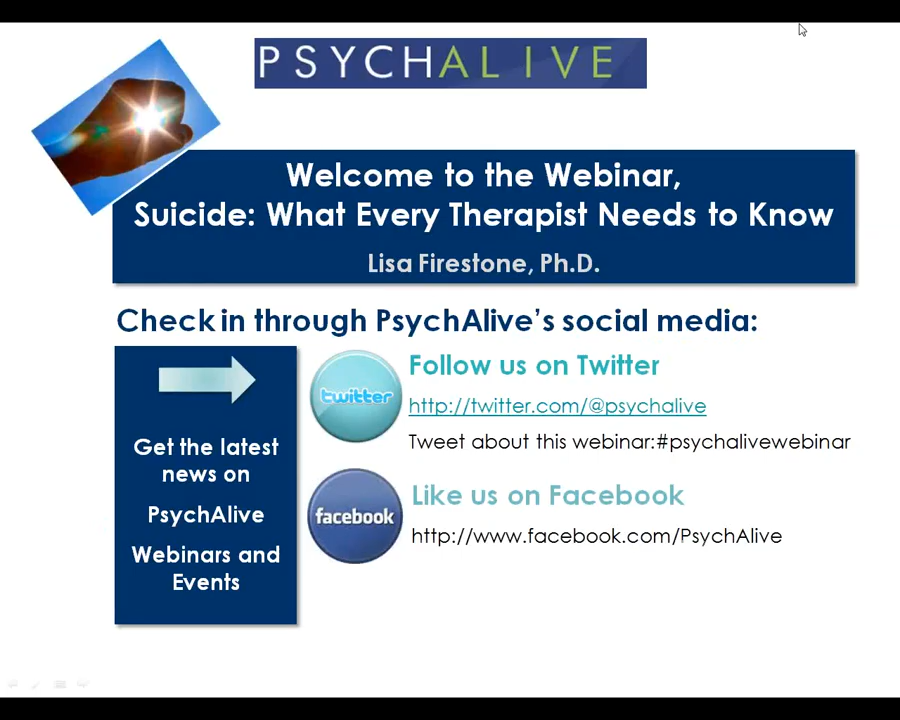 PSYCHALIVE
Welcome to the Webinar,
Suicide: What Every Therapist Needs to Know
Lisa Firestone, Ph.D.
Check in through PsychAlive's social media:
Get the latest
news on
PsychAlive
Webinars and
Events
twitter
Follow us on Twitter
http://twitter.com/@psychalive
Tweet about this webinar:#psychalivewebinar
facebook
Like us on Facebook
http://www.facebook.com/PsychAlive